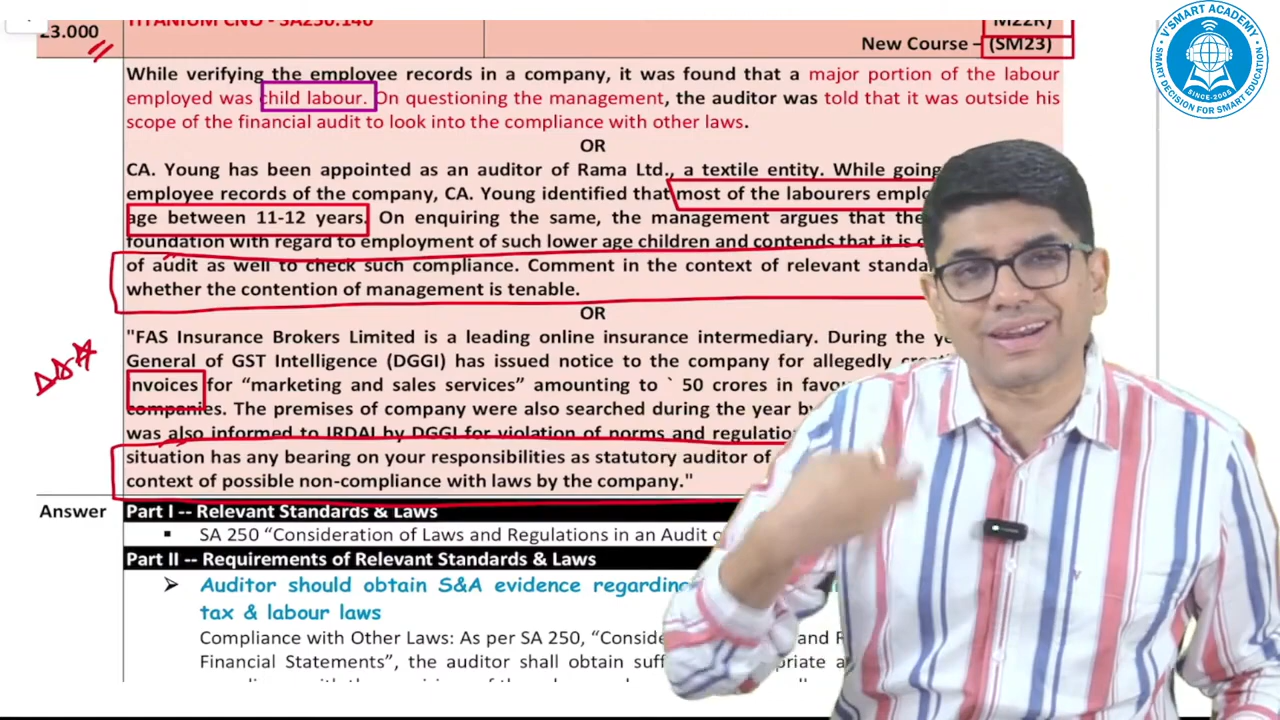 23.000
TITANIUM CNO - SA250.140
M22R)
New Course – (SM23)
While verifying the employee records in a company, it was found that a major portion of the labour
employed was child labour. On questioning the management, the auditor was told that it was outside his
scope of the financial audit to look into the compliance with other laws.
OR
CA. Young has been appointed as an auditor of Rama Ltd., a textile entity. While going
employee records of the company, CA. Young identified that most of the labourers
age between 11-12 years. On enquiring the same, the management argues that
foundation with regard to employment of such lower age children and contends that it is
of audit as well to check such compliance. Comment in the context of relevant
whether the contention of management is tenable.
OR
"FAS Insurance Brokers Limited is a leading online insurance intermediary. During the
General of GST Intelligence (DGGI) has issued notice to the company for allegedly
invoices for “marketing and sales services” amounting to ` 50 crores in
companies. The premises of company were also searched during the year by
was also informed to IRDAI by DGGI for violation of norms and
situation has any bearing on your responsibilities as statutory auditor of
context of possible non-compliance with laws by the company."
Answer
Part I -- Relevant Standards & Laws
▪ SA 250 “Consideration of Laws and Regulations in an Audit
Part II -- Requirements of Relevant Standards & Laws
➢ Auditor should obtain S&A evidence
tax & labour laws
Compliance with Other Laws: As per SA 250,
Financial Statements”, the auditor shall obtain
V'SMART ACADEMY
SINCE-2005
SMART DECISION FOR SMART EDUCATION